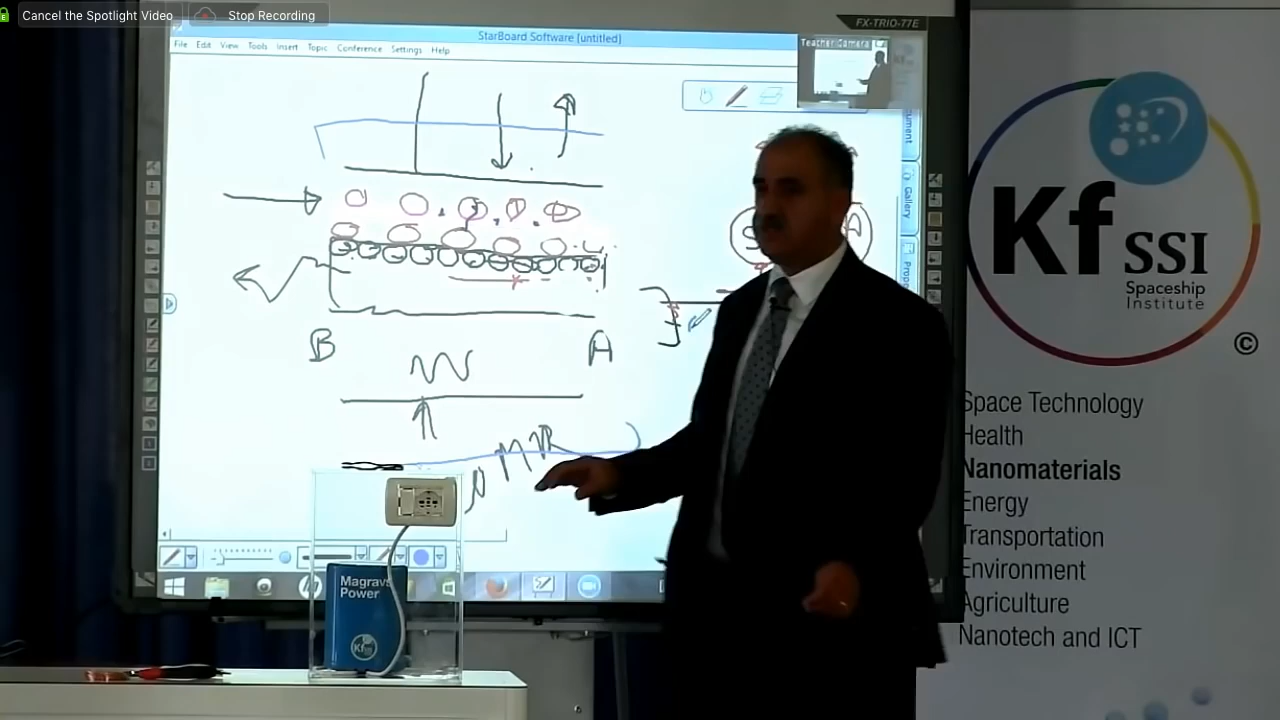 Cancel the Spotlight Video
Stop Recording
FX-TRIO-77E
StarBoard Software [untitled]
File Edit View Tools Insert Topic Conference Settings Help
Teacher Camera
Gallery
B
A
NMR
S
A
Magravs
Power
Kf
Kf SSI
Spaceship
Institute
©
Space Technology
Health
Nanomaterials
Energy
Transportation
Environment
Agriculture
Nanotech and ICT